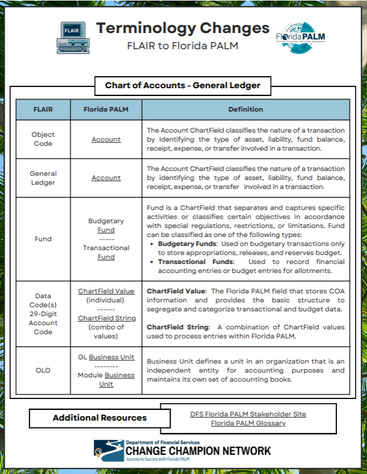 FLAIR
Terminology Changes
FLAIR to Florida PALM
Florida PALM
Chart of Accounts - General Ledger
FLAIR Florida PALM Definition
Object
Code
Account
The Account ChartField classifies the nature of a transaction
by identifying the type of asset, liability, fund balance,
receipt, expense, or transfer involved in a transaction.
General
Ledger
Account
The Account ChartField classifies the nature of a transaction
by identifying the type of asset, liability, fund balance,
receipt, expense, or transfer involved in a transaction.
Fund
Budgetary
Fund
-----
Transactional
Fund
Fund is a ChartField that separates and captures specific
activities or classifies certain objectives in accordance
with special regulations, restrictions, or limitations. Fund
can be classified as one of the following types:
• Budgetary Funds: Used on budgetary transactions only
to store appropriations, releases, and reserves budget.
• Transactional Funds: Used to record financial
accounting entries or budget entries for allotments.
Data
Code(s)
29-Digit
Account
Code
ChartField Value
(individual)
------
ChartField String
(combo of
values)
ChartField Value: The Florida PALM field that stores COA
information and provides the basic structure to
segregate and categorize transactional and budget data.
ChartField String: A combination of ChartField values
used to process entries within Florida PALM.
OLO
GL Business Unit
--------
Module Business
Unit
Business Unit defines a unit in an organization that is an
independent entity for accounting purposes and
maintains its own set of accounting books.
Additional Resources
DFS Florida PALM Stakeholder Site
Florida PALM Glossary
Department of Financial Services
CHANGE CHAMPION NETWORK
Journey to Success with Florida PALM